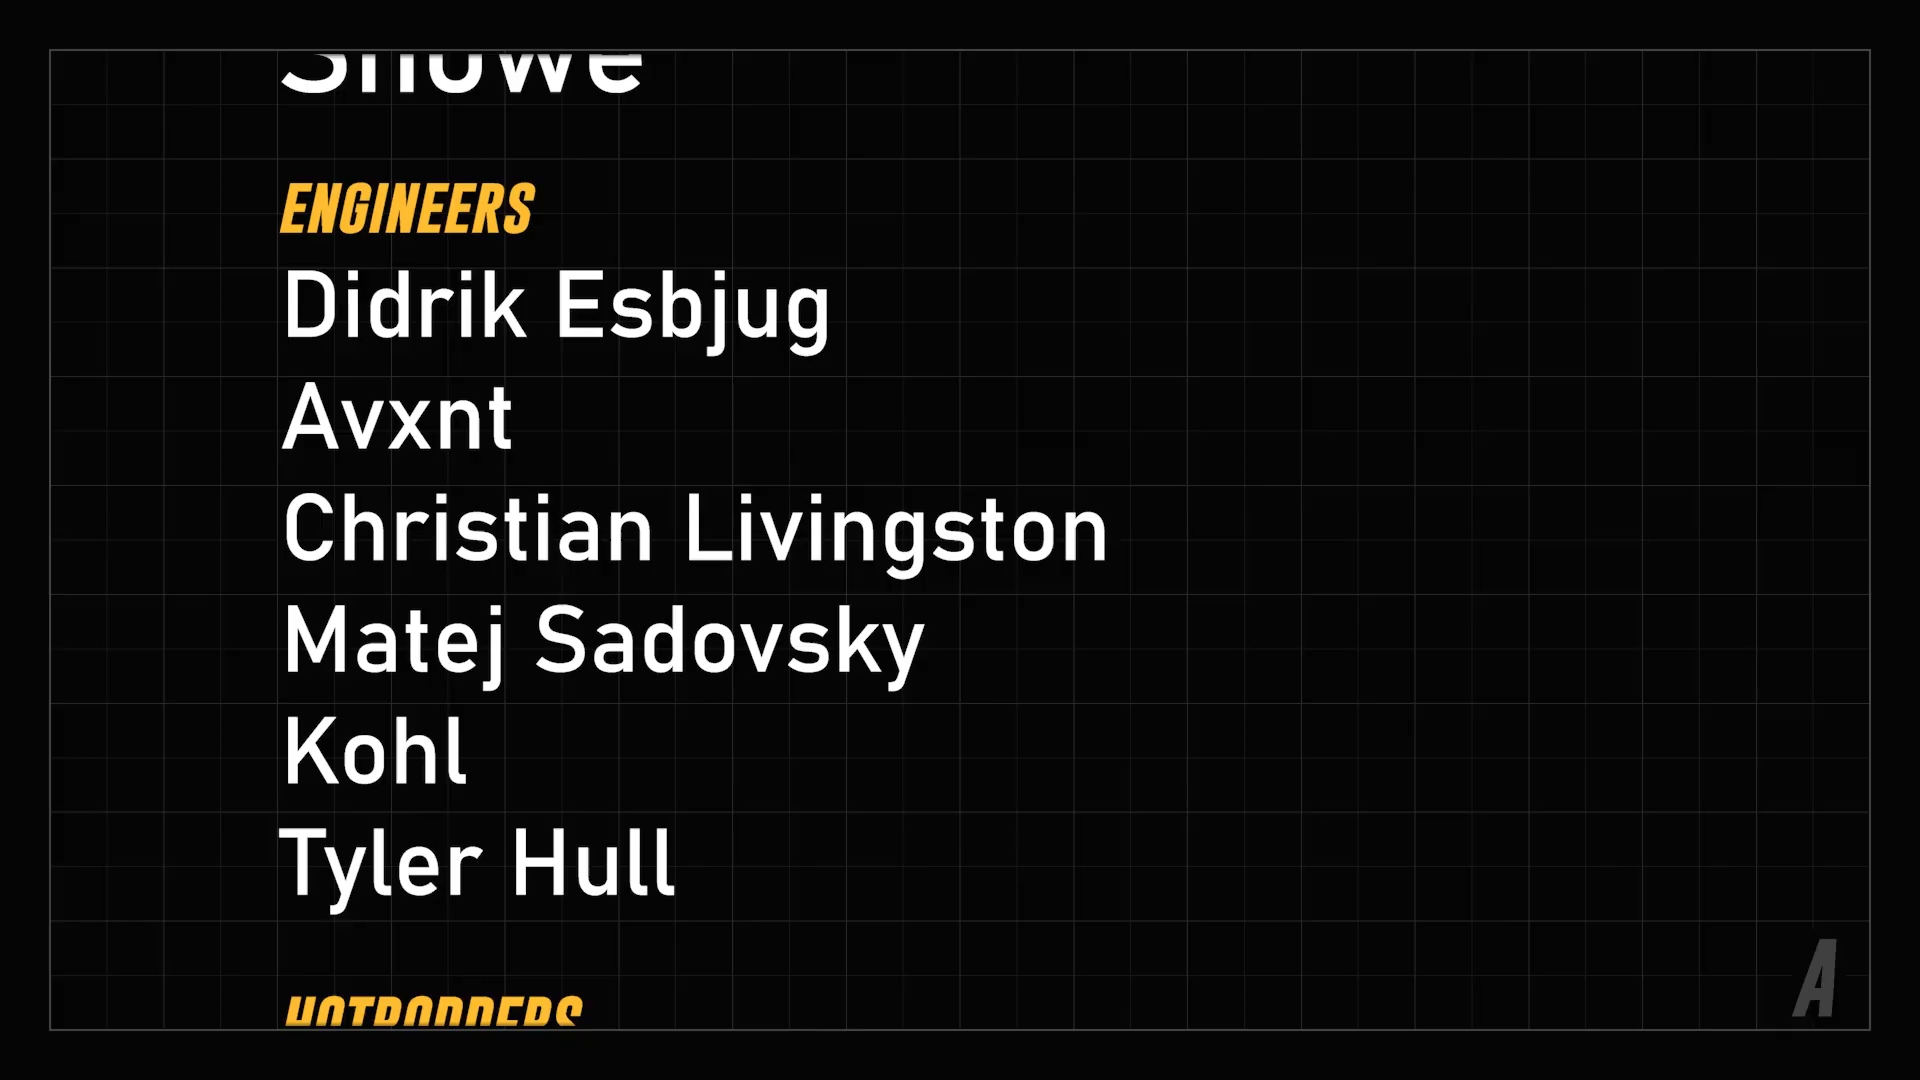 ENGINEERS
Didrik Esbjug
Avxnt
Christian Livingston
Matej Sadovsky
Kohl
Tyler Hull
A